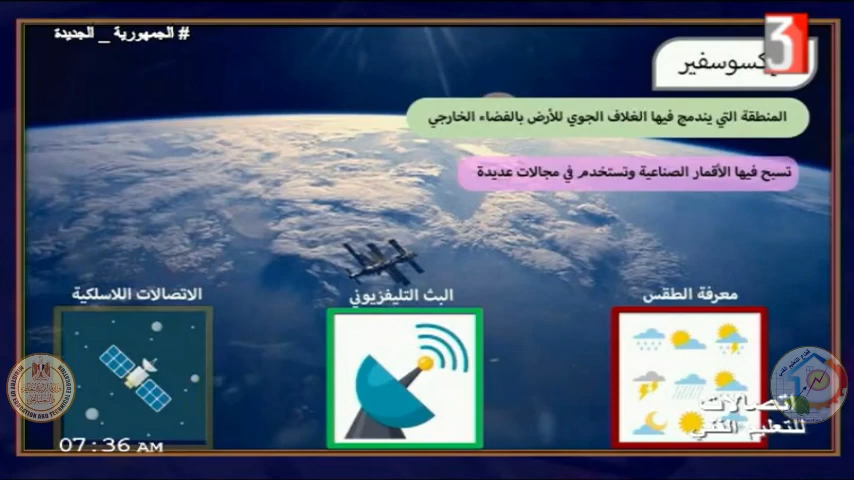 # الجمهورية _ الجديدة
3
المنطقة التي يندمج فيها الغلاف الجوي للأرض بالفضاء الخارجي
تسبح فيها الأقمار الصناعية وتستخدم في مجالات عديدة
معرفة الطقس
البث التليفزيوني
الاتصالات اللاسلكية
اتصالات
للتعليم الفني
07:36 AM